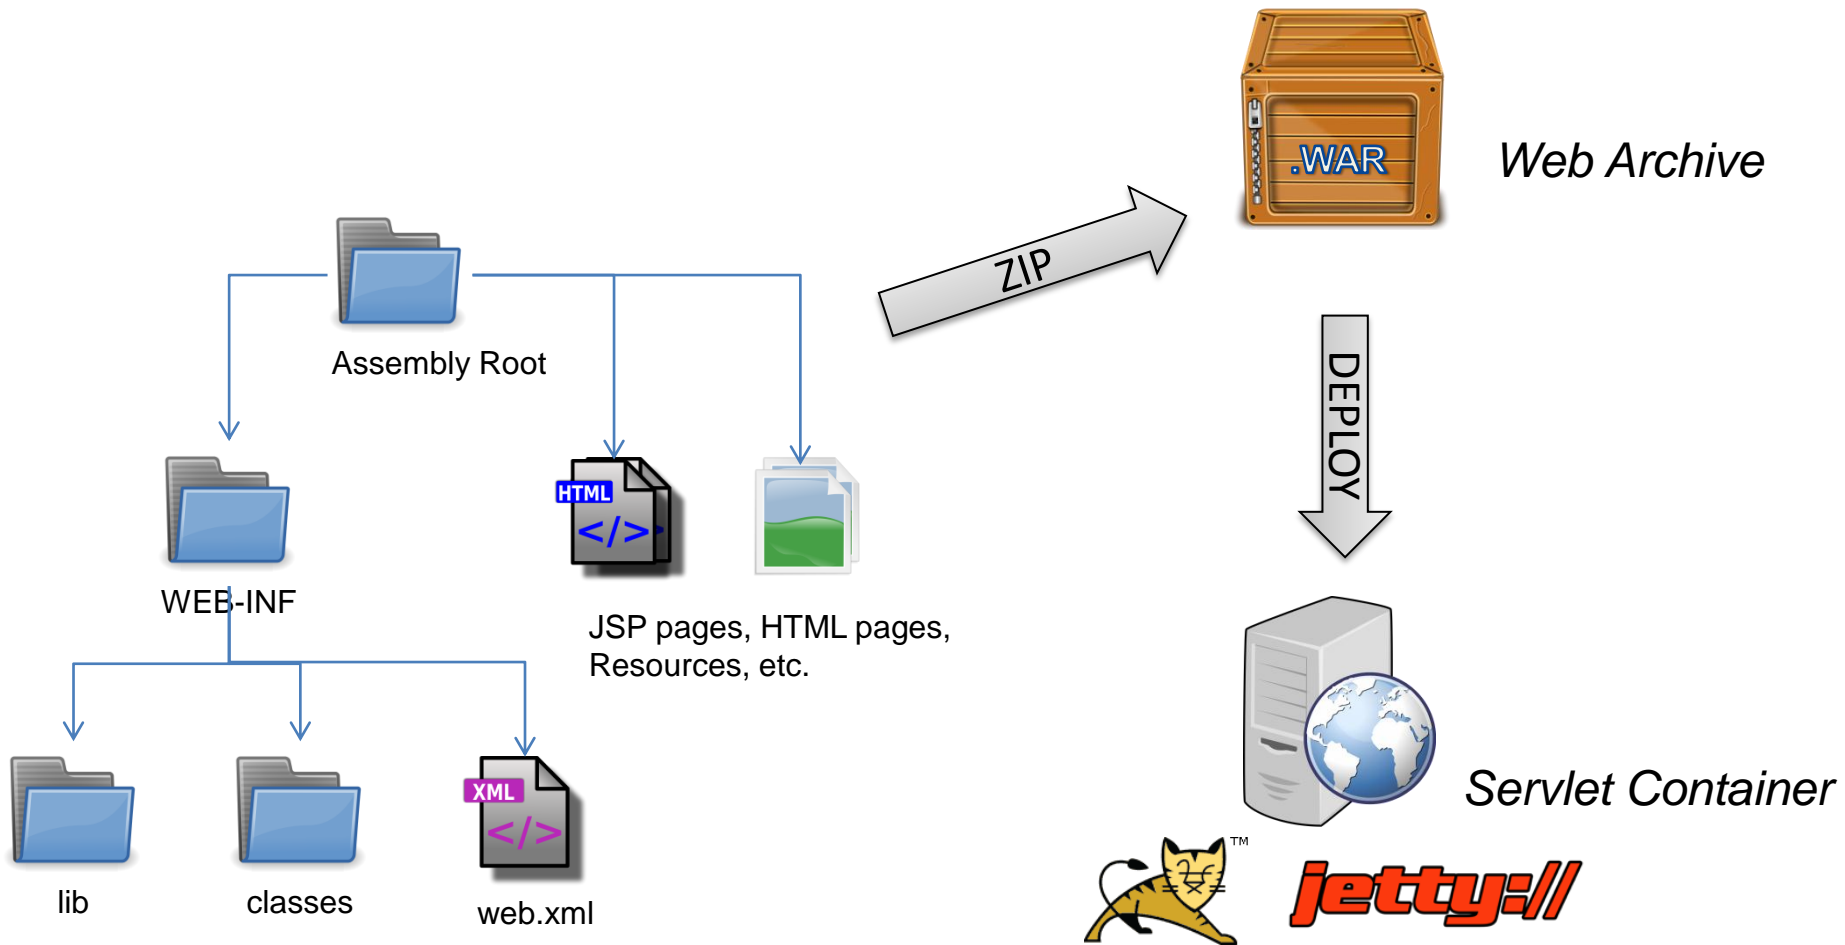 .WAR
Web Archive
ZIP
Assembly Root
DEPLOY
HTML
</>
WEB-INF
JSP pages, HTML pages,
Resources, etc.
XML
</>
Servlet Container
TM
jetty://
lib
classes
web.xml